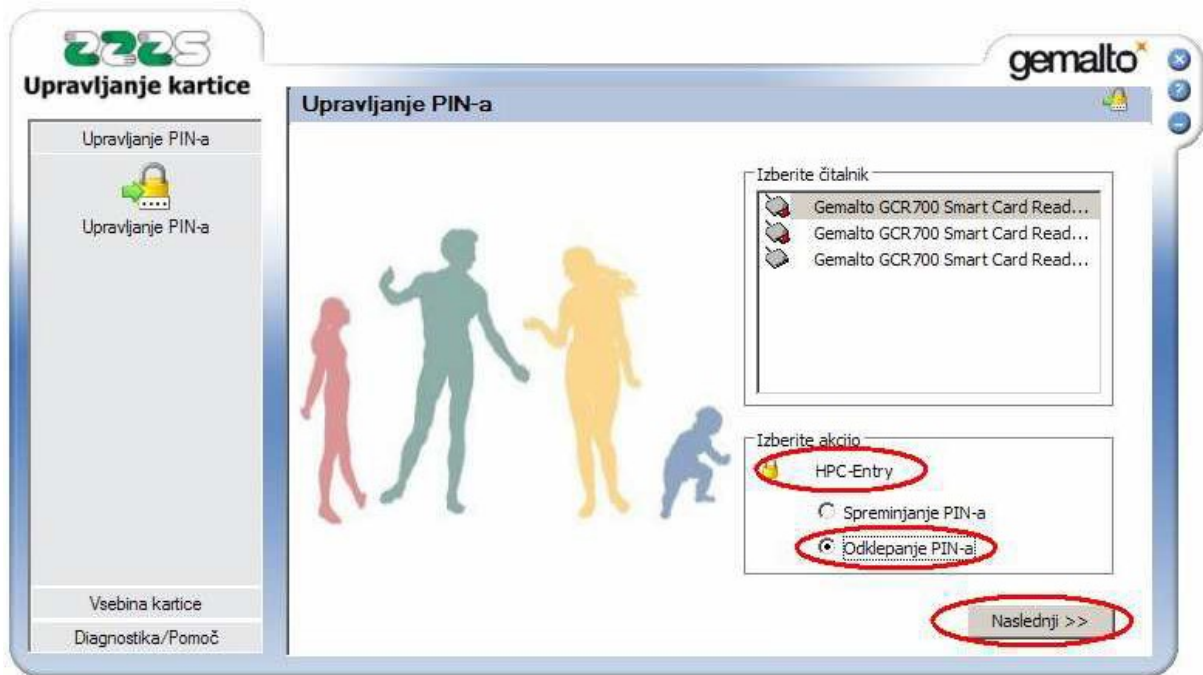 ZZZS
gemalto
Upravljanje kartice
Upravljanje PIN-a
Upravljanje PIN-a
Upravljanje PIN-a
Izberite čitalnik
Gemalto GCR700 Smart Card Read...
Gemalto GCR700 Smart Card Read...
Gemalto GCR700 Smart Card Read...
Izberite akcijo
HPC-Entry
Spreminjanje PIN-a
Odklepanje PIN-a
Naslednji >>
Vsebina kartice
Diagnostika/Pomoč